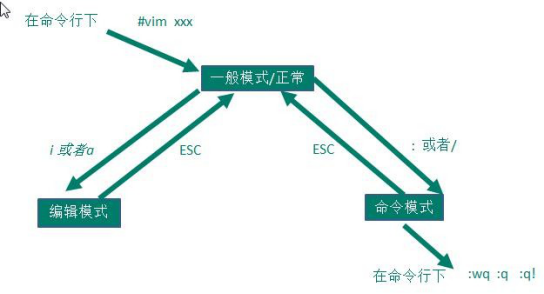 在命令行下 #vim xxx
一般模式/正常
i 或者a
ESC
ESC
: 或者/
编辑模式
命令模式
在命令行下 :wq :q :q!